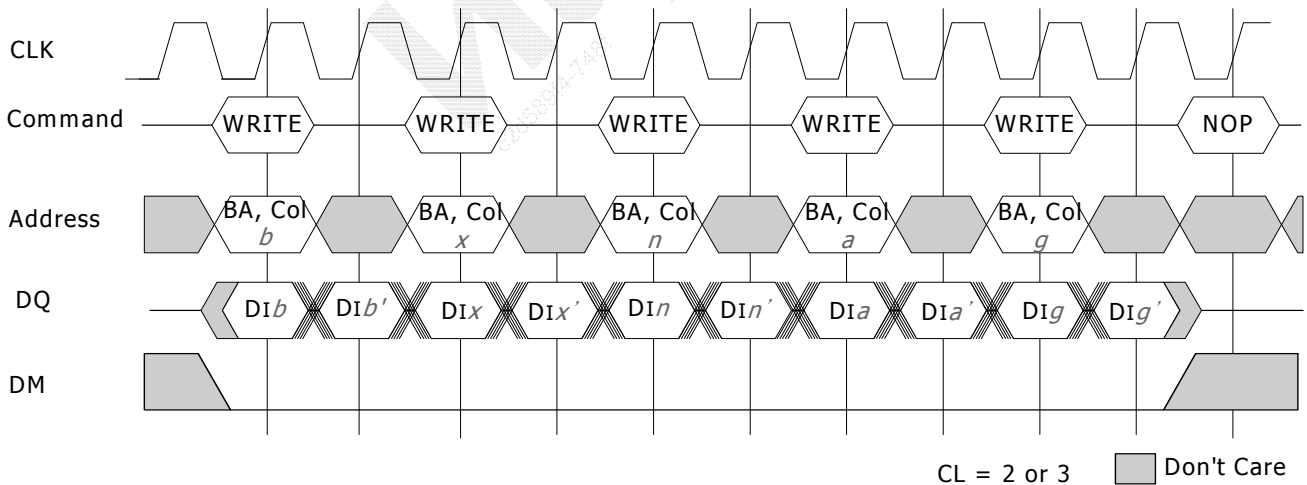 CLK
Command WRITE WRITE WRITE WRITE WRITE NOP
Address BA, Col BA, Col BA, Col BA, Col BA, Col
b x n a g
DQ DIb DIb' DIx DIx' DIn DIn' DIa DIa' DIg DIg'
DM
CL = 2 or 3 Don't Care